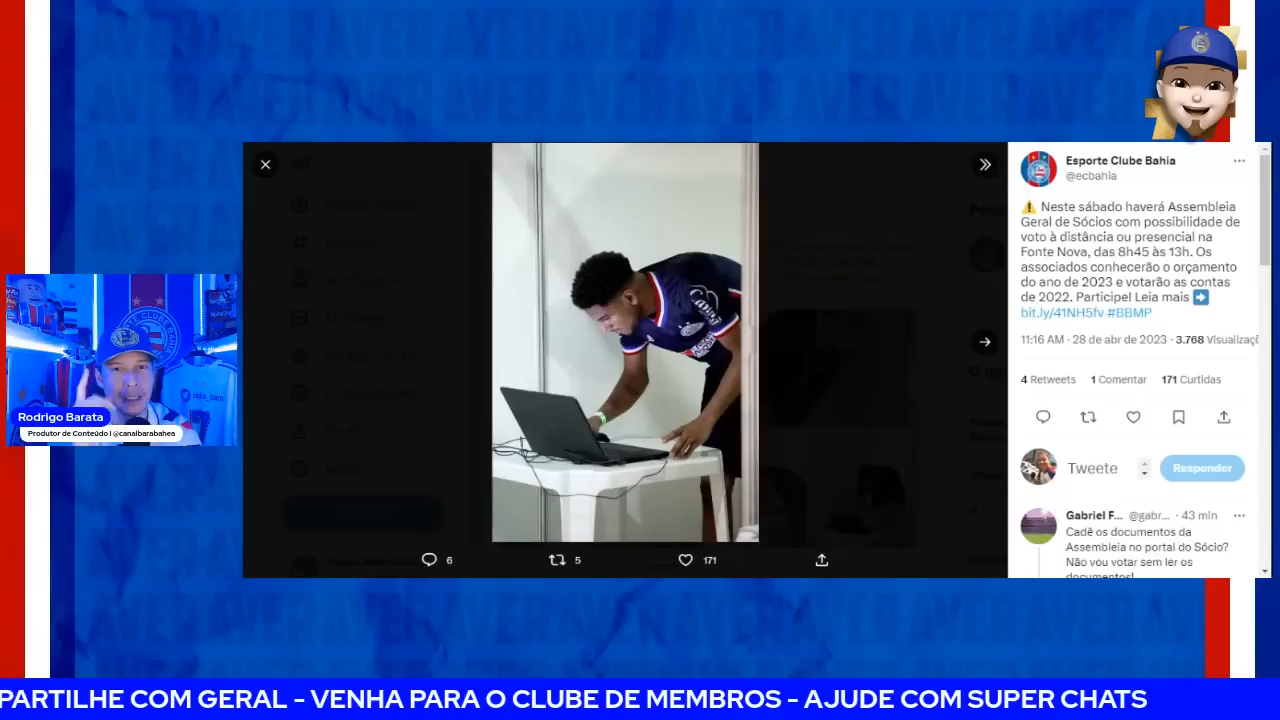 Esporte Clube Bahia
@ecbahia
⚠️ Neste sábado haverá Assembleia
Geral de Sócios com possibilidade de
voto à distância ou presencial na
Fonte Nova, das 8h45 às 13h. Os
associados conhecerão o orçamento
do ano de 2023 e votarão as contas
de 2022. Participe! Leia mais ➡️
bit.ly/41NH5fv #BBMP
11:16 AM · 28 de abr de 2023 · 3.768 Visualizaçõ
4 Retweets 1 Comentar 171 Curtidas
Tweete
Responder
Gabriel F... @gabr... · 43 min
Cadê os documentos da
Assembleia no portal do Sócio?
Não vou votar sem ler os
documentos!
6
5
171
Rodrigo Barata
Produtor de Conteúdo | @canalbarabahea
PARTILHE COM GERAL - VENHA PARA O CLUBE DE MEMBROS - AJUDE COM SUPER CHATS